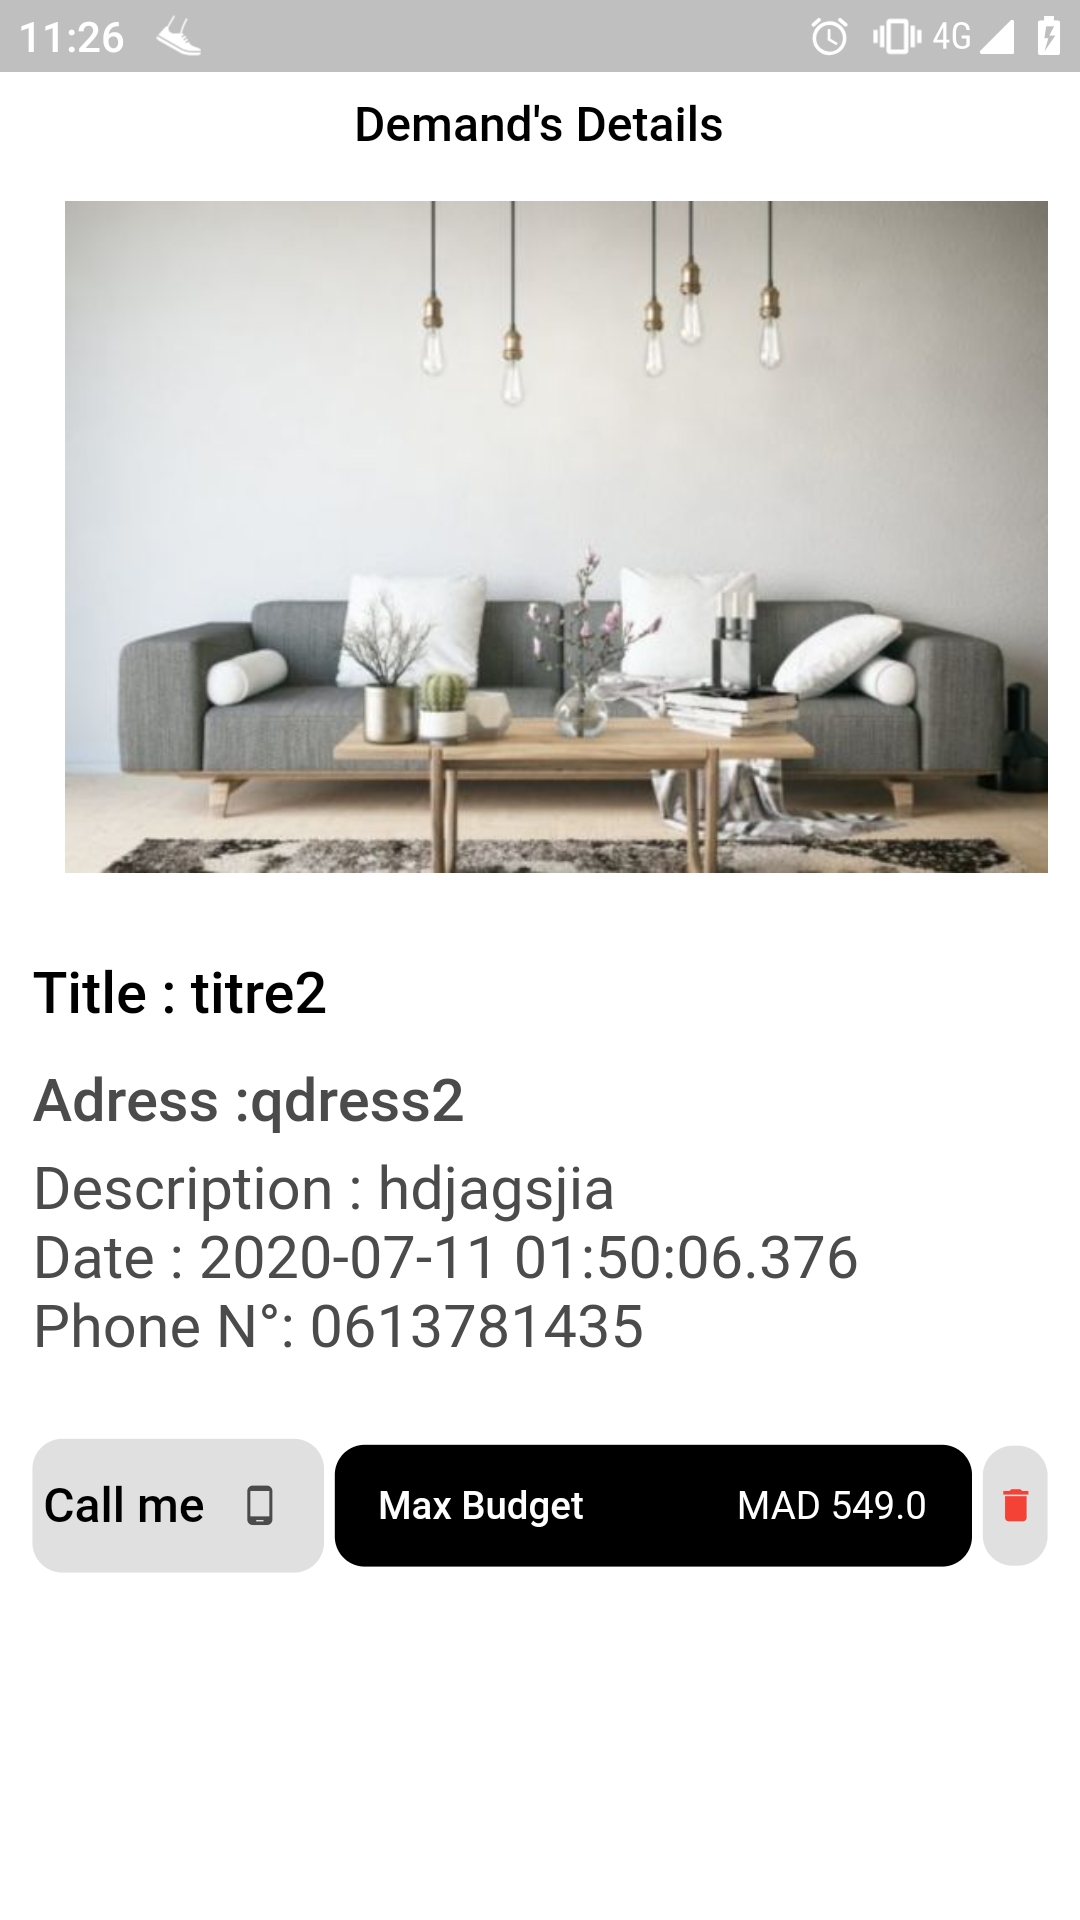 11:26
4G
Demand's Details
Title : titre2
Adress :qdress2
Description : hdjagsjia
Date : 2020-07-11 01:50:06.376
Phone N°: 0613781435
Call me
Max Budget MAD 549.0